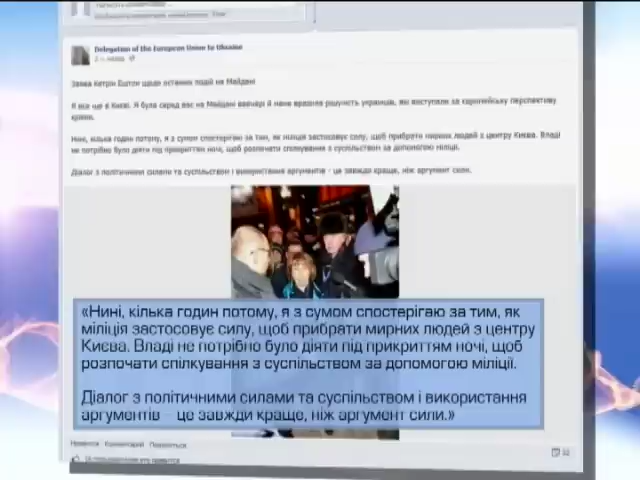 Delegation of the European Union to Ukraine
Заява Кетрін Ештон щодо останніх подій на Майдані
Я все ще в Києві. Я була серед вас на Майдані ввечері й мене вразила рішучість українців, які виступали за європейську перспективу
країни.
Нині, кілька годин потому, я з сумом спостерігаю за тим, як міліція застосовує силу, щоб прибрати мирних людей з центру Києва. Владі
не потрібно було діяти під прикриттям ночі, щоб розпочати спілкування з суспільством за допомогою міліції.
Діалог з політичними силами та суспільством і використання аргументів - це завжди краще, ніж аргумент сили.
«Нині, кілька годин потому, я з сумом спостерігаю за тим, як
міліція застосовує силу, щоб прибрати мирних людей з центру
Києва. Владі не потрібно було діяти під прикриттям ночі, щоб
розпочати спілкування з суспільством за допомогою міліції.
Діалог з політичними силами та суспільством і використання
аргументів – це завжди краще, ніж аргумент сили.»
Нравится Комментарий Поделиться